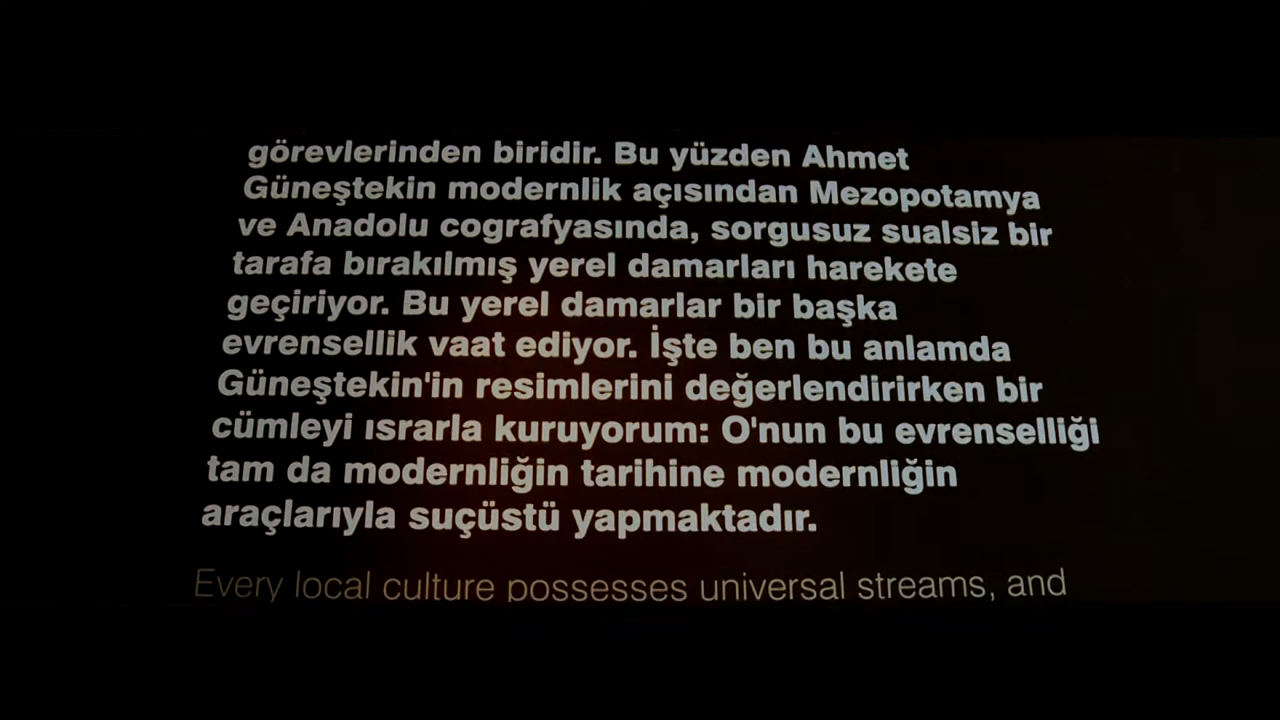 görevlerinden biridir. Bu yüzden Ahmet
Güneştekin modernlik açısından Mezopotamya
ve Anadolu cografyasında, sorgusuz sualsiz bir
tarafa bırakılmış yerel damarları harekete
geçiriyor. Bu yerel damarlar bir başka
evrensellik vaat ediyor. İşte ben bu anlamda
Güneştekin'in resimlerini değerlendirirken bir
cümleyi ısrarla kuruyorum: O'nun bu evrenselliği
tam da modernliğin tarihine modernliğin
araçlarıyla suçüstü yapmaktadır.
Every local culture possesses universal streams, and